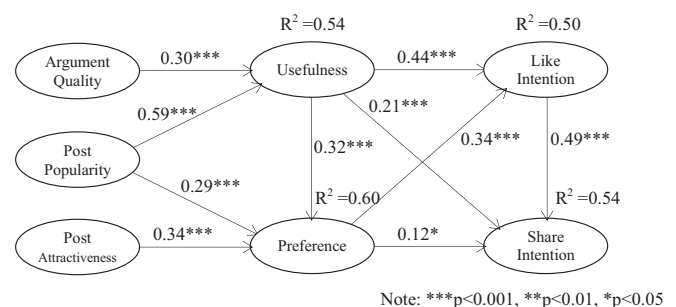 R² =0.54
R² =0.50
Argument
Quality
0.30***
Usefulness
0.44***
Like
Intention
0.59***
0.21***
Post
Popularity
0.32***
0.34***
0.49***
0.29***
R² =0.60
R² =0.54
Post
Attractiveness
0.34***
Preference
0.12*
Share
Intention
Note: ***p<0.001, **p<0.01, *p<0.05